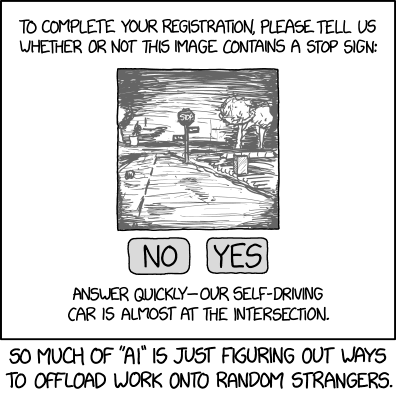 TO COMPLETE YOUR REGISTRATION, PLEASE TELL US
WHETHER OR NOT THIS IMAGE CONTAINS A STOP SIGN:
STOP
NO YES
ANSWER QUICKLY—OUR SELF-DRIVING
CAR IS ALMOST AT THE INTERSECTION.
SO MUCH OF "AI" IS JUST FIGURING OUT WAYS
TO OFFLOAD WORK ONTO RANDOM STRANGERS.